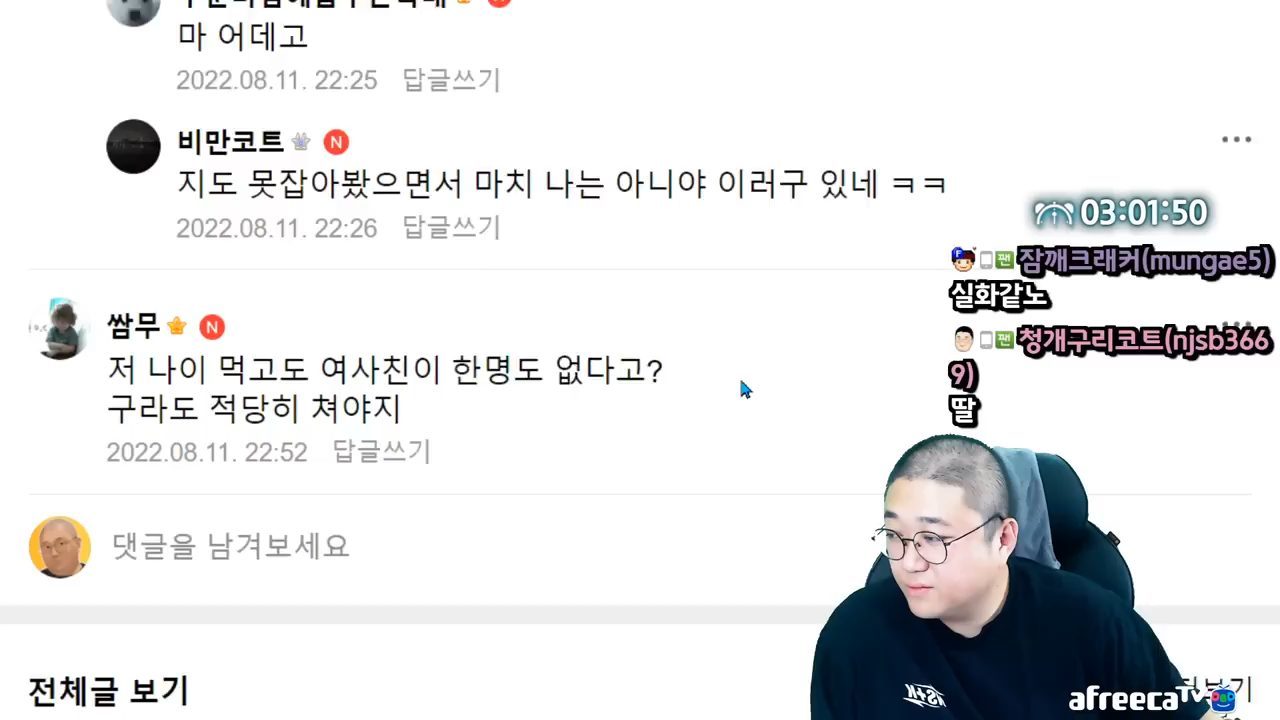 마 어데고
2022.08.11. 22:25 답글쓰기
비만코트 N
지도 못잡아봤으면서 마치 나는 아니야 이러구 있네 ㅋㅋ
2022.08.11. 22:26 답글쓰기
03:01:50
잠깨크래커(mungae5)
실화같노
쌈무 N
청개구리코트(njsb366
9)
딸
저 나이 먹고도 여사친이 한명도 없다고?
구라도 적당히 쳐야지
2022.08.11. 22:52 답글쓰기
댓글을 남겨보세요
전체글 보기
afreecaTV